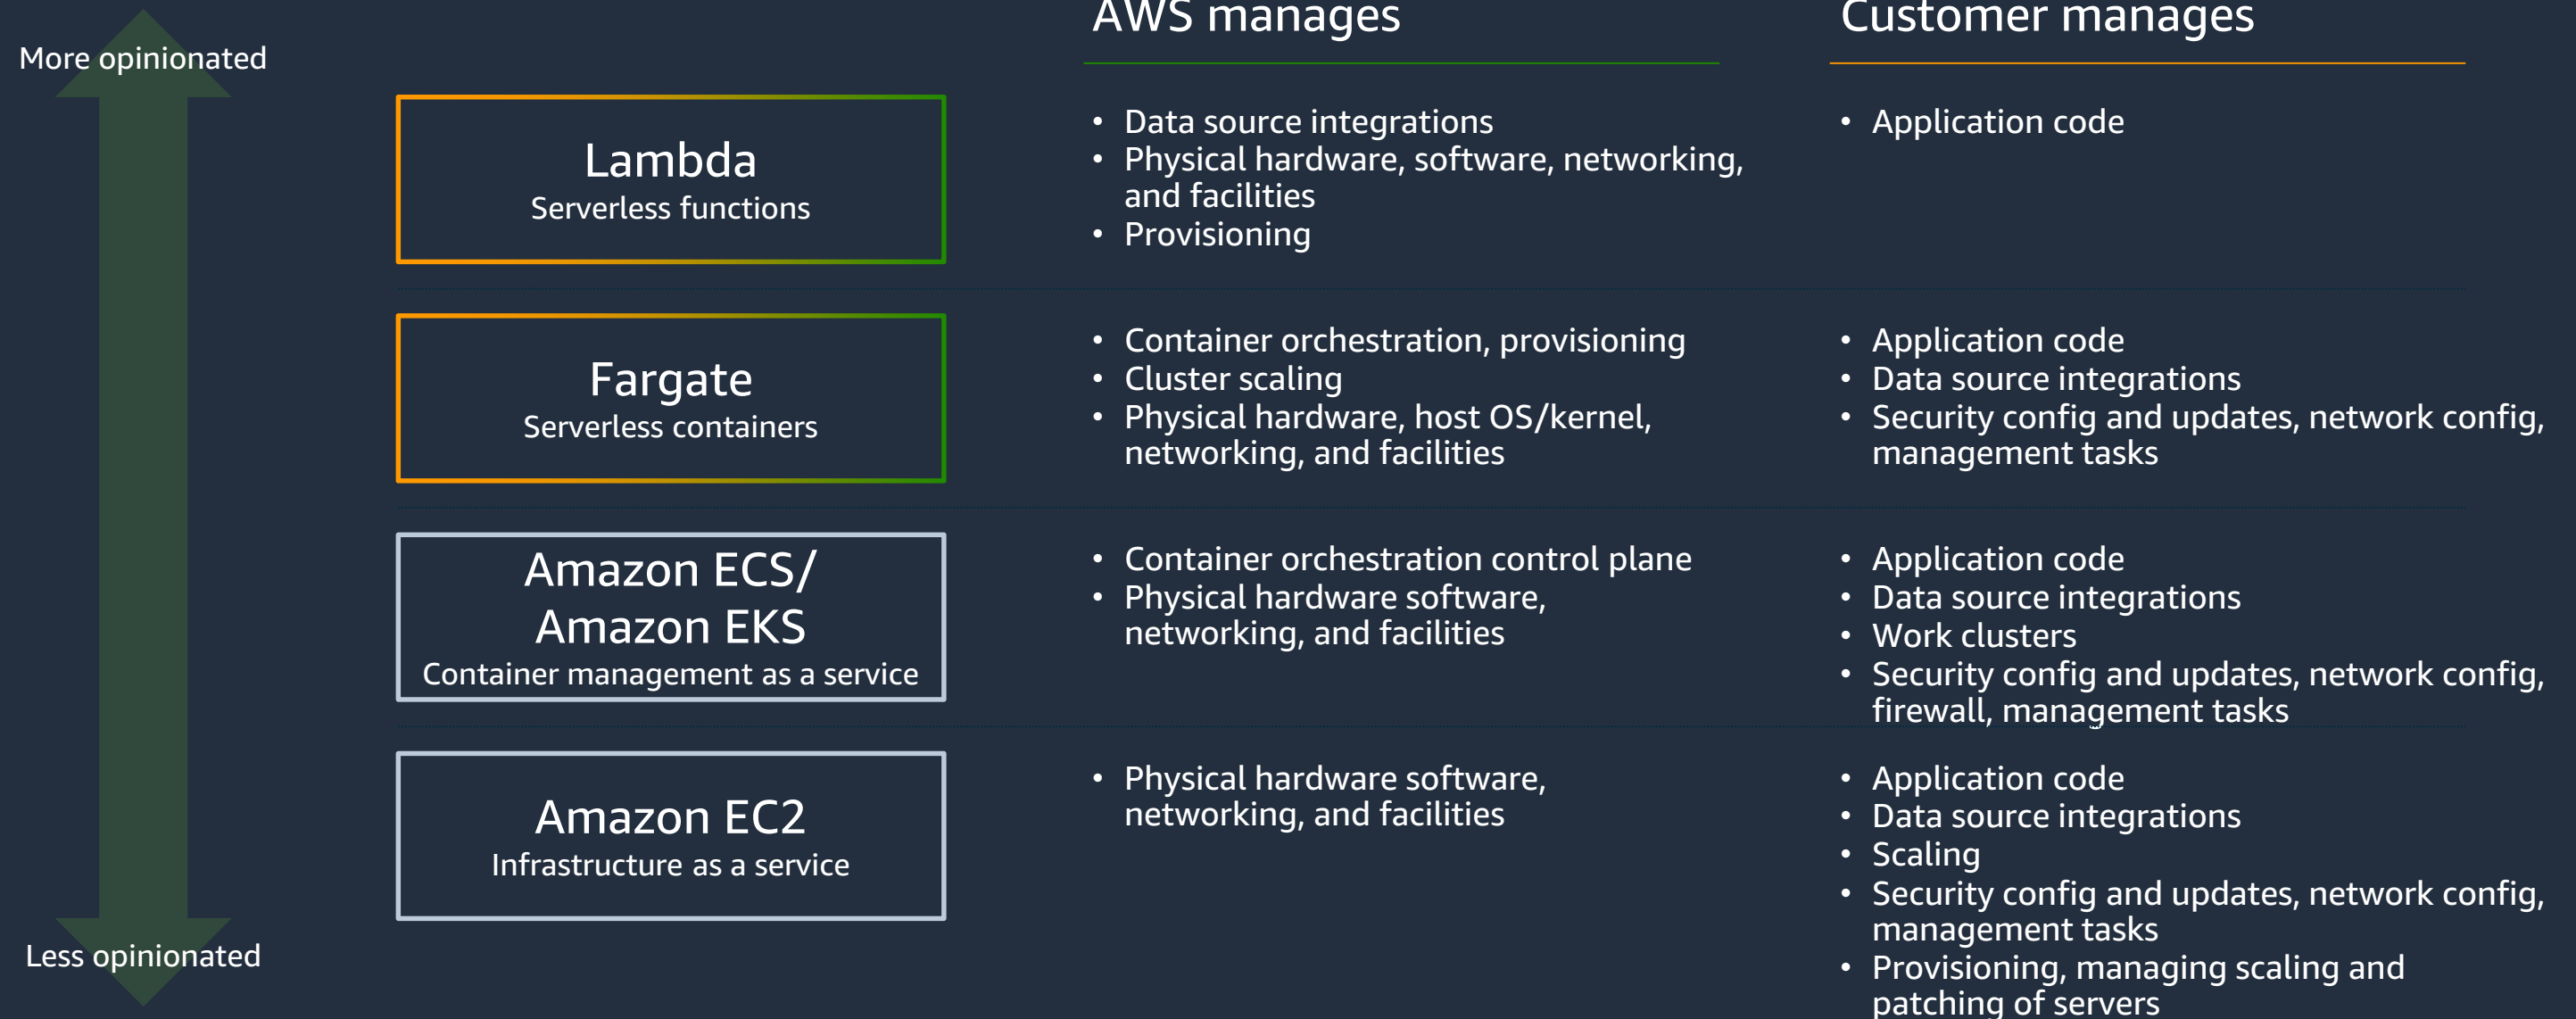 AWS manages
Customer manages
More opinionated
Lambda
Serverless functions
• Data source integrations
• Physical hardware, software, networking,
and facilities
• Provisioning
• Application code
Fargate
Serverless containers
• Container orchestration, provisioning
• Cluster scaling
• Physical hardware, host OS/kernel,
networking, and facilities
• Application code
• Data source integrations
• Security config and updates, network config,
management tasks
Amazon ECS/
Amazon EKS
Container management as a service
• Container orchestration control plane
• Physical hardware software,
networking, and facilities
• Application code
• Data source integrations
• Work clusters
• Security config and updates, network config,
firewall, management tasks
Amazon EC2
Infrastructure as a service
• Physical hardware software,
networking, and facilities
• Application code
• Data source integrations
• Scaling
• Security config and updates, network config,
management tasks
• Provisioning, managing scaling and
patching of servers
Less opinionated